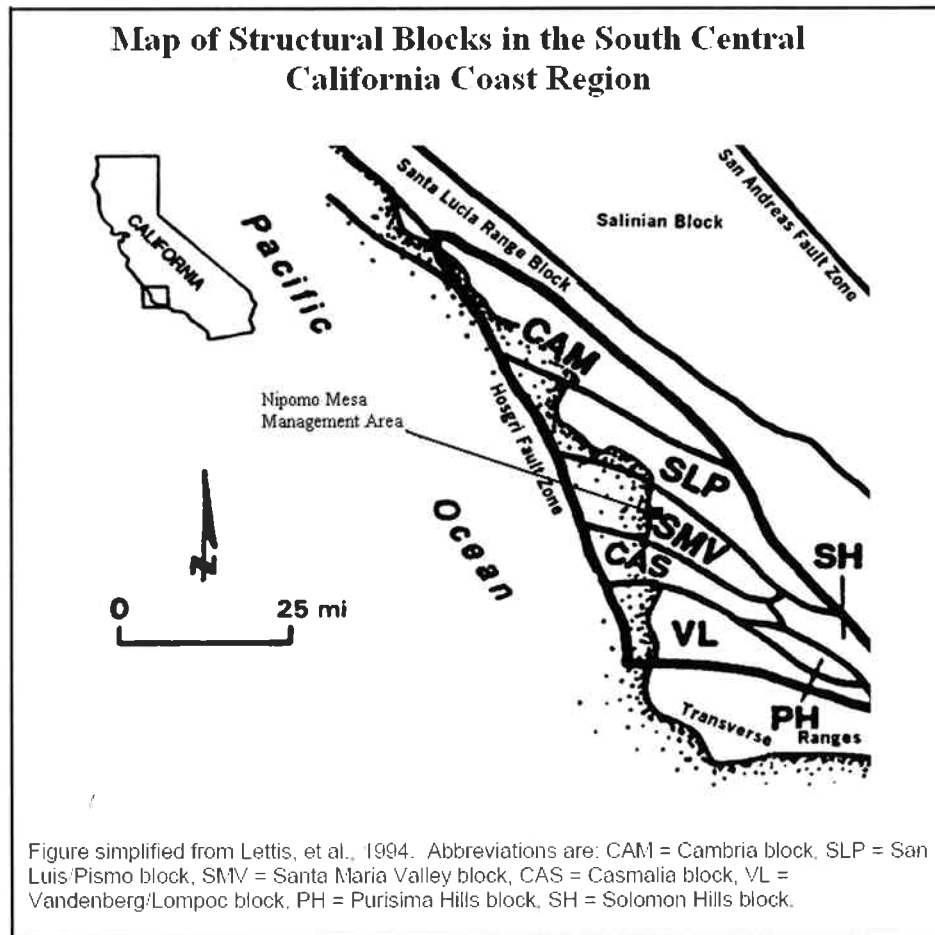 Map of Structural Blocks in the South Central
California Coast Region
CALIFORNIA
Pacific
Ocean
Santa Lucia Range Block
Salinian Block
San Andreas Fault Zone
CAM
Nipomo Mesa
Management Area
Hosgri Fault Zone
SLP
SMV
SH
CAS
VL
PH
Transverse Ranges
N
0 25 mi
Figure simplified from Lettis, et al., 1994. Abbreviations are: CAM = Cambria block, SLP = San
Luis/Pismo block, SMV = Santa Maria Valley block, CAS = Casmalia block, VL =
Vandenberg/Lompoc block, PH = Purisima Hills block, SH = Solomon Hills block.